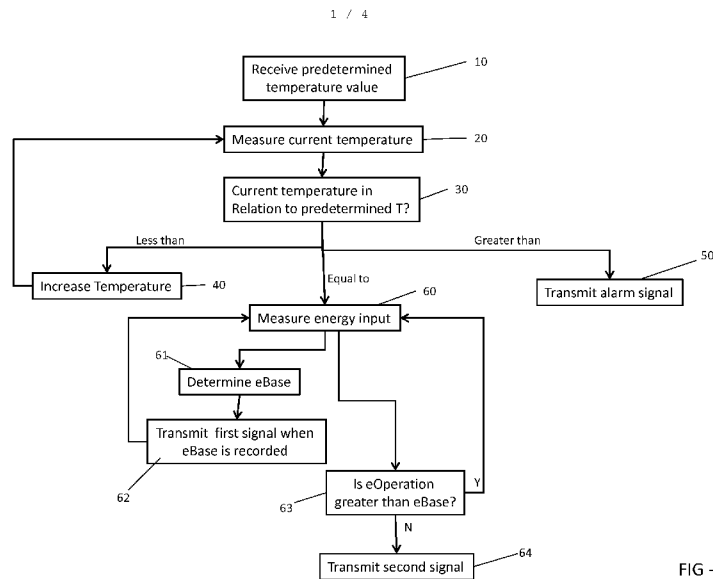 1 / 4
Receive predetermined
temperature value
10
Measure current temperature
20
Current temperature in
Relation to predetermined T?
30
Less than
Greater than
Equal to
Increase Temperature
40
50
Transmit alarm signal
60
Measure energy input
61
Determine eBase
Transmit first signal when
eBase is recorded
62
Is eOperation
greater than eBase?
63
Y
N
Transmit second signal
64
FIG -